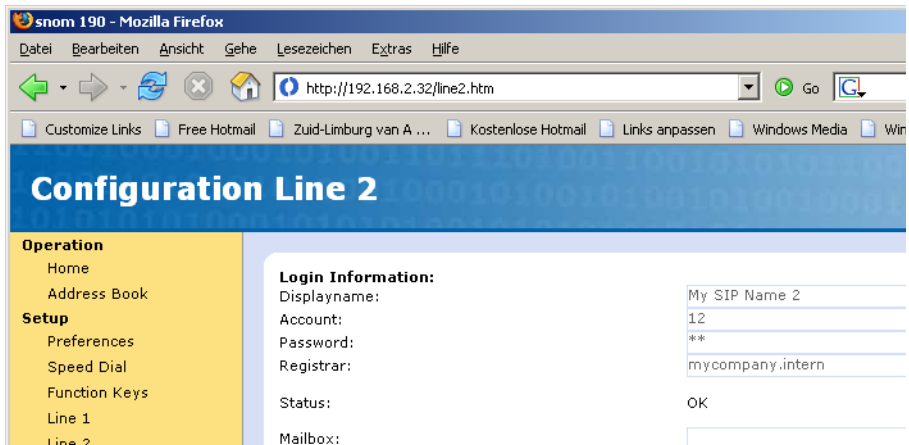 snom 190 - Mozilla Firefox
Datei Bearbeiten Ansicht Gehe Lesezeichen Extras Hilfe
http://192.168.2.32/line2.htm Go G
Customize Links Free Hotmail Zuid-Limburg van A ... Kostenlose Hotmail Links anpassen Windows Media
Configuration Line 2
Operation
Home
Address Book
Setup
Preferences
Speed Dial
Function Keys
Line 1
Line 2
Login Information:
Displayname: My SIP Name 2
Account: 12
Password: **
Registrar: mycompany.intern
Status: OK
Mailbox: